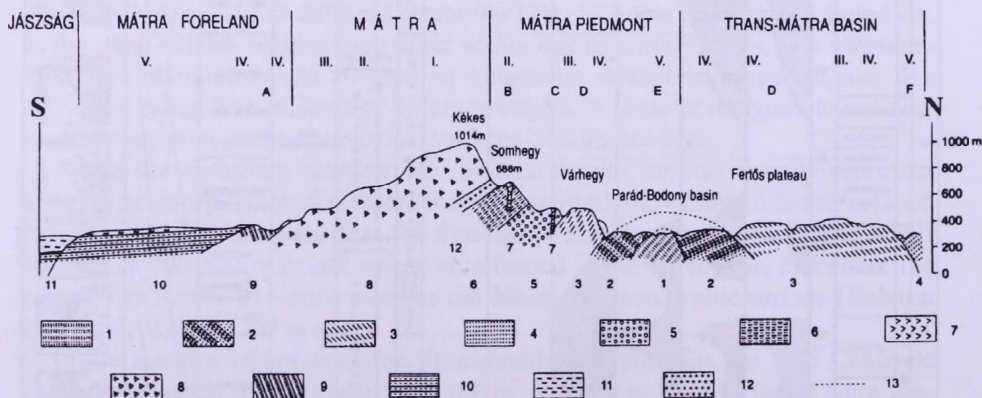 JÁSZSÁG MÁTRA FORELAND M Á T R A MÁTRA PIEDMONT TRANS-MÁTRA BASIN
V. IV. IV. III. II. I. II. III. IV. V. IV. IV. III. IV. V.
A B C D E D F
S N
Kékes
1014m
Somhegy
Várhegy
Parád-Bodony basin
Ferlős plateau
1000 m
800
600
400
200
0
11 10 9 8 12 6 7 5 7 3 2 1 2 3 4
1 2 3 4 5 6 7
8 9 10 11 12 13